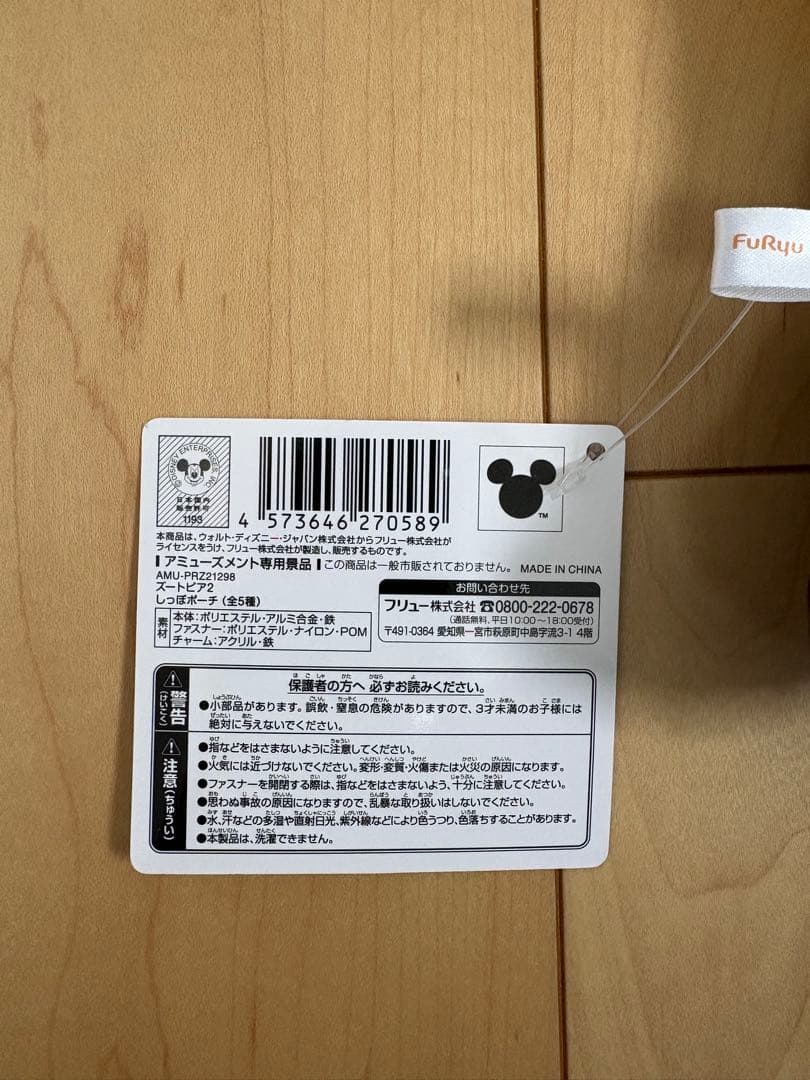 FuRyu
©DISNEY ENTERPRISES, INC.
日本国内
販売許可
1193
4 573646 270589
TM
本商品は、ウォルト・ディズニー・ジャパン株式会社からフリュー株式会社が
ライセンスをうけ、フリュー株式会社が製造し、販売するものです。
アミューズメント専用景品 この商品は一般市販されておりません。 MADE IN CHINA
AMU-PRZ21298
ズートピア2
しっぽポーチ (全5種)
素材
本体:ポリエステル・アルミ合金・鉄
ファスナー:ポリエステル・ナイロン・POM
チャーム:アクリル・鉄
お問い合わせ先
フリュー株式会社 ☎0800-222-0678
(通話無料、平日10:00〜18:00受付)
〒491-0364 愛知県一宮市萩原町中島字流3-1 4階
警告(けいこく)
保護者の方へ 必ずお読みください。
●小部品があります。誤飲・窒息の危険がありますので、3才未満のお子様には
絶対に与えないでください。
注意(ちゅうい)
●指などをはさまないように注意してください。
●火気には近づけないでください。変形・変質・火傷または火災の原因になります。
●ファスナーを開閉する際は、指などをはさまないよう、十分に注意してください。
●思わぬ事故の原因になりますので、乱暴な取り扱いはしないでください。
●水、汗などの多湿や直射日光、紫外線などにより色うつり、色落ちすることがあります。
●本製品は、洗濯できません。